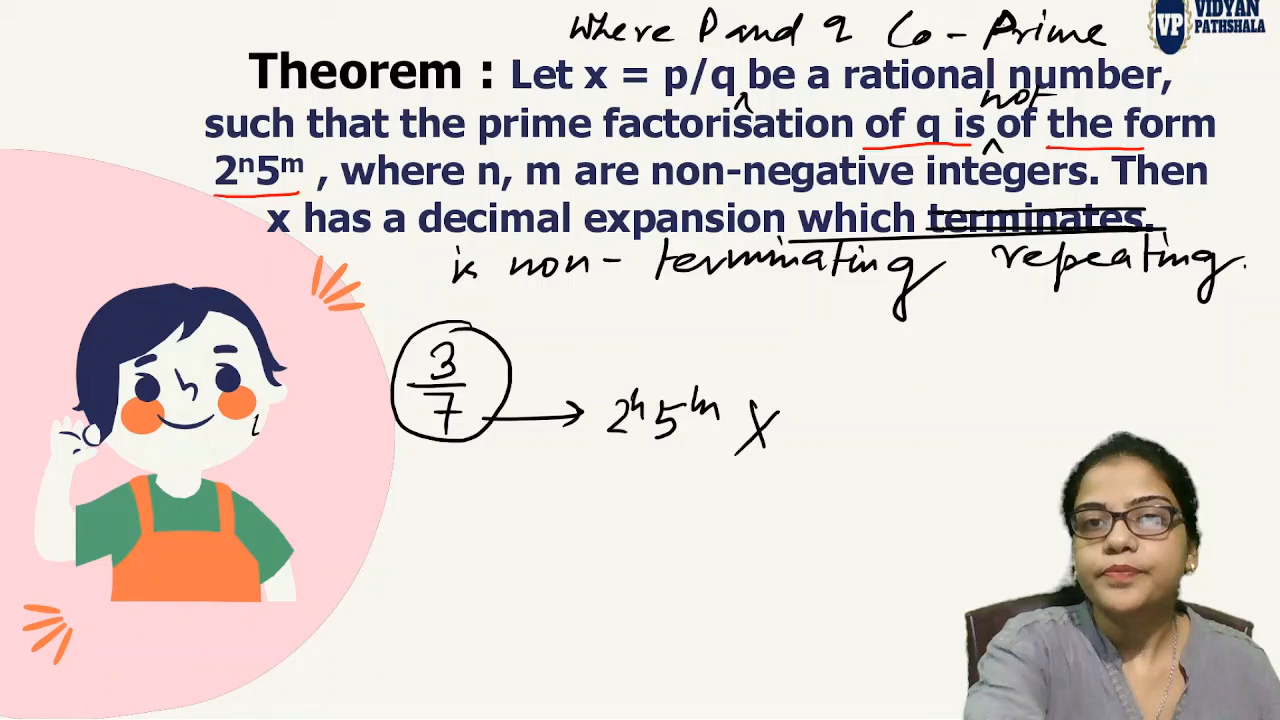 VIDYAN
PATHSHALA
VP
Where P and q Co-Prime
Theorem : Let x = p/q be a rational number,
not
such that the prime factorisation of q is of the form
2ⁿ5ᵐ , where n, m are non-negative integers. Then
x has a decimal expansion which terminates.
is non-terminating repeating.
3
7
2ⁿ5ᵐ X